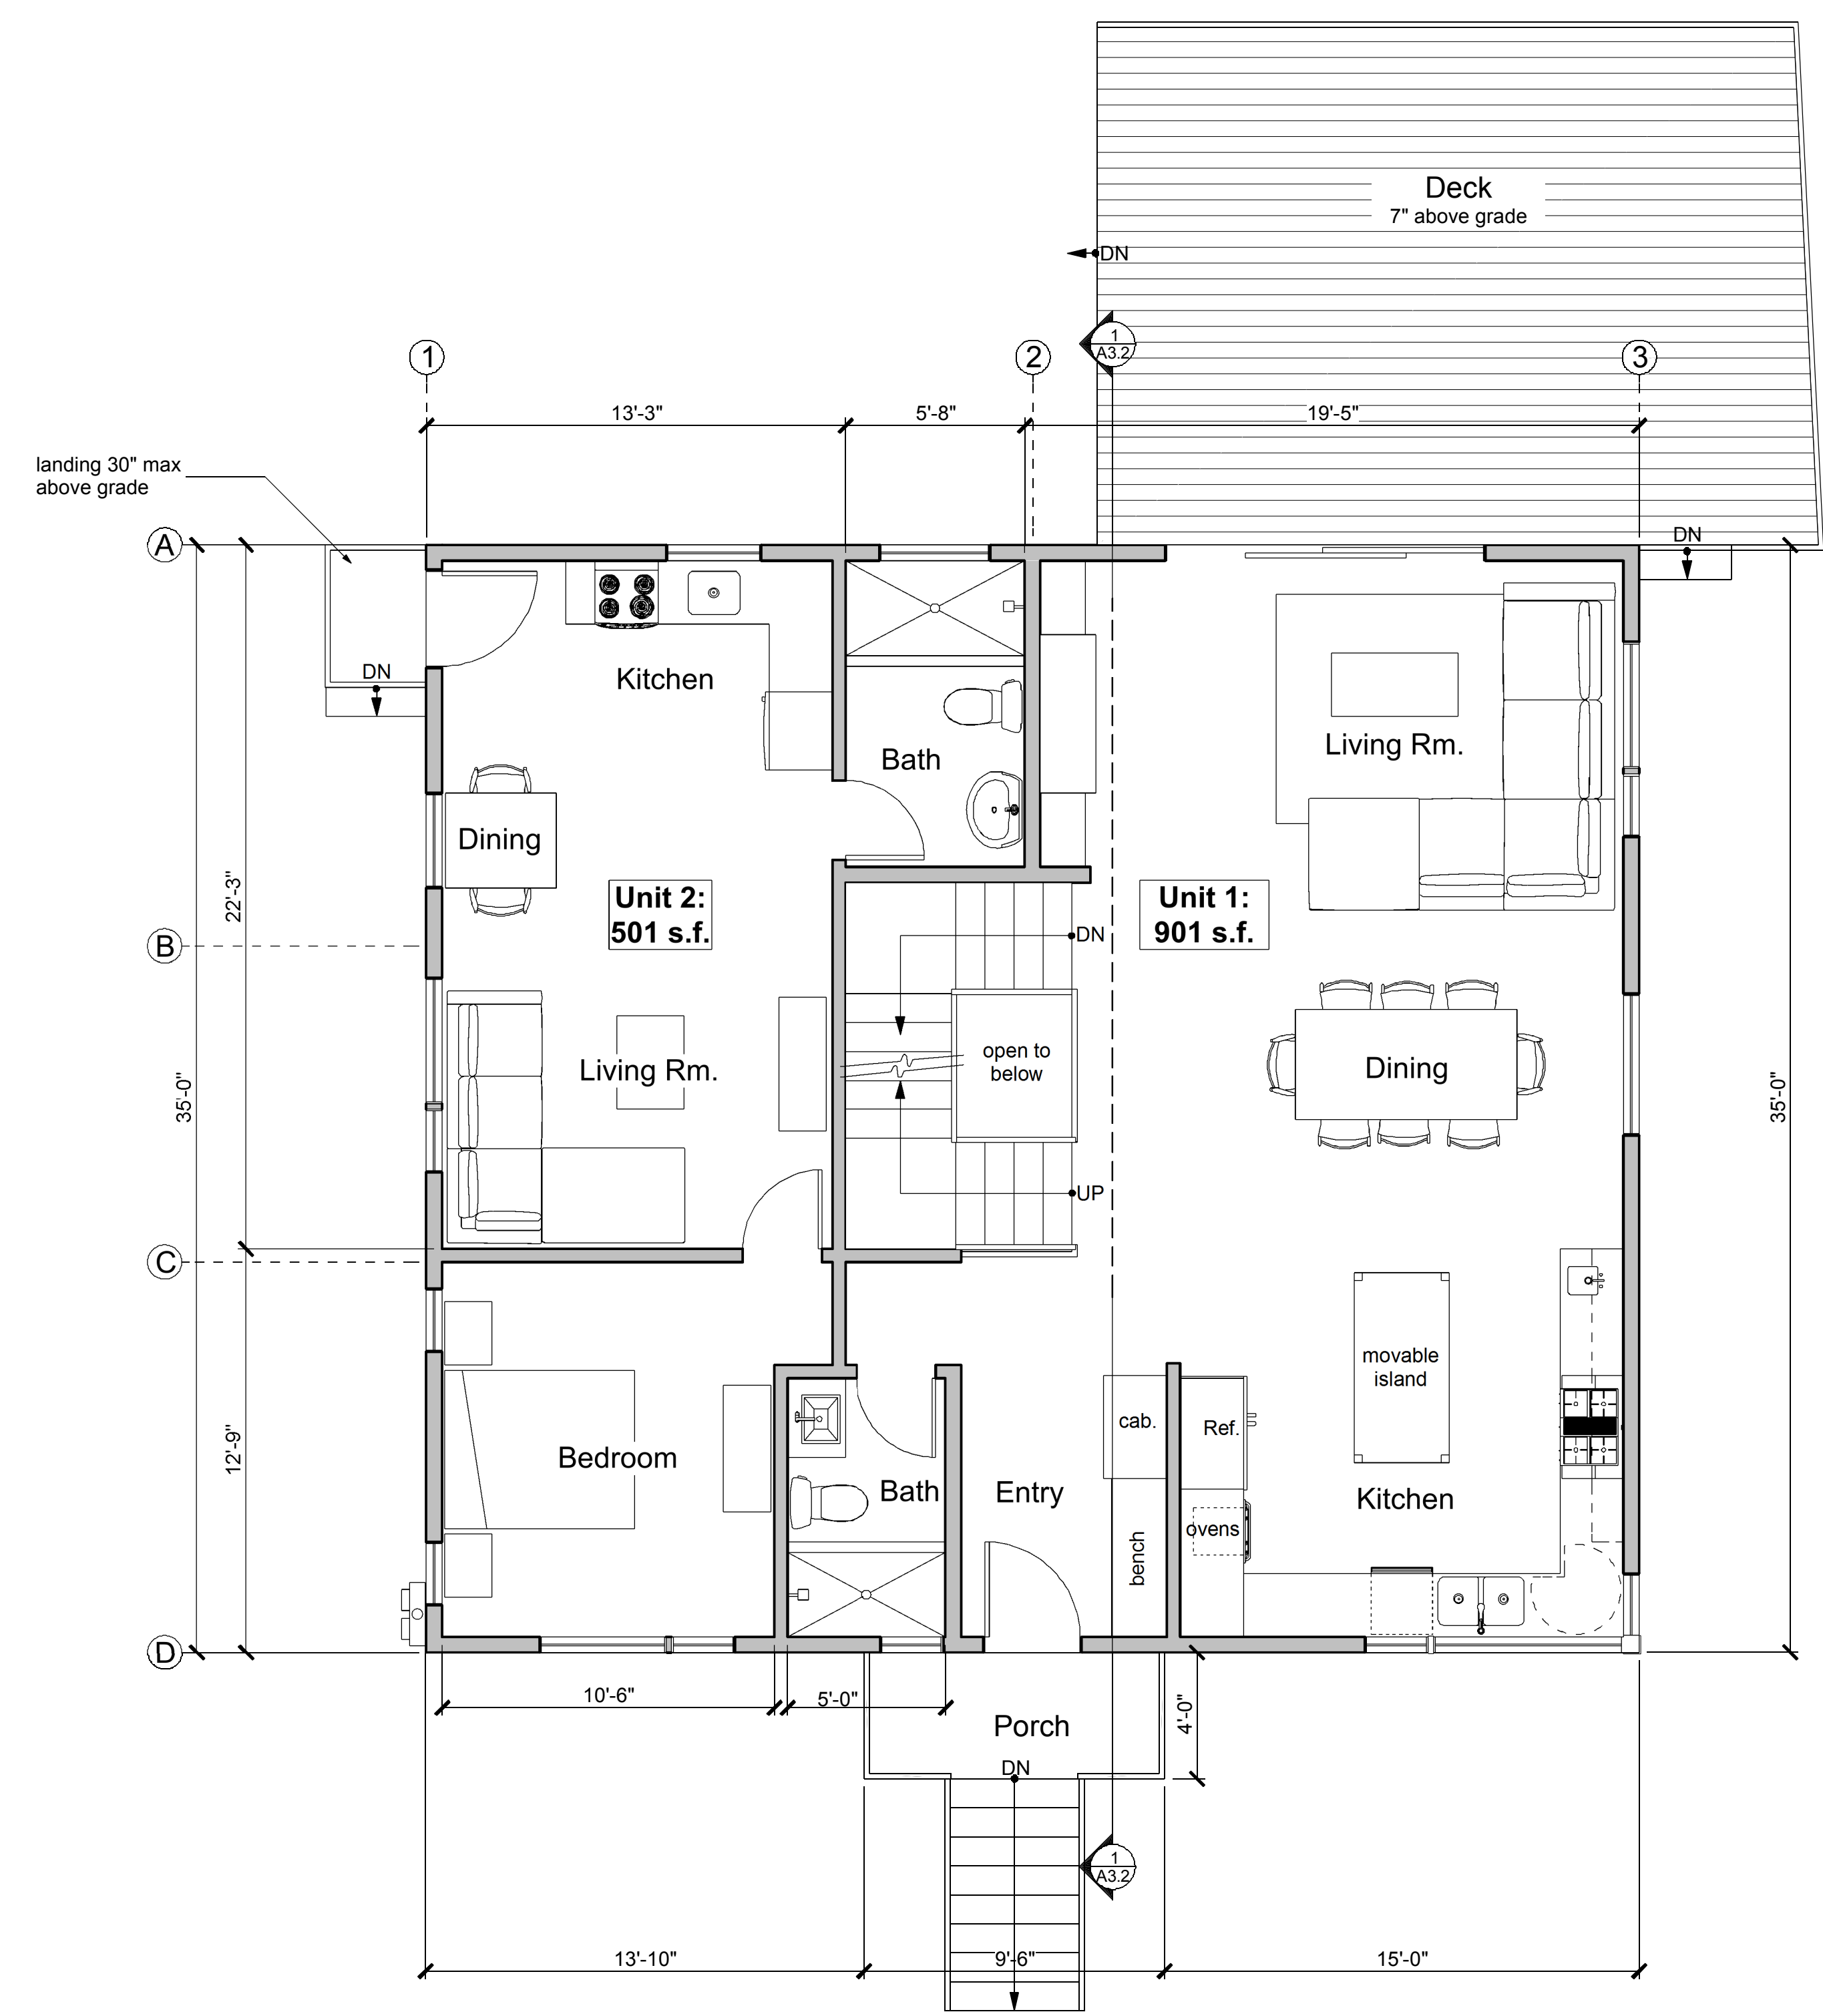 Deck
7" above grade
DN
1
A3.2
1
2
3
13'-3"
5'-8"
19'-5"
landing 30" max
above grade
A
DN
DN
Kitchen
Living Rm.
Bath
Dining
22'-3"
Unit 2:
501 s.f.
Unit 1:
901 s.f.
B
DN
open to
below
Dining
Living Rm.
35'-0"
35'-0"
UP
C
movable
island
cab.
Ref.
12'-9"
Bedroom
Bath
Entry
Kitchen
ovens
bench
D
10'-6"
5'-0"
4'-0"
Porch
DN
1
A3.2
13'-10"
9'-6"
15'-0"